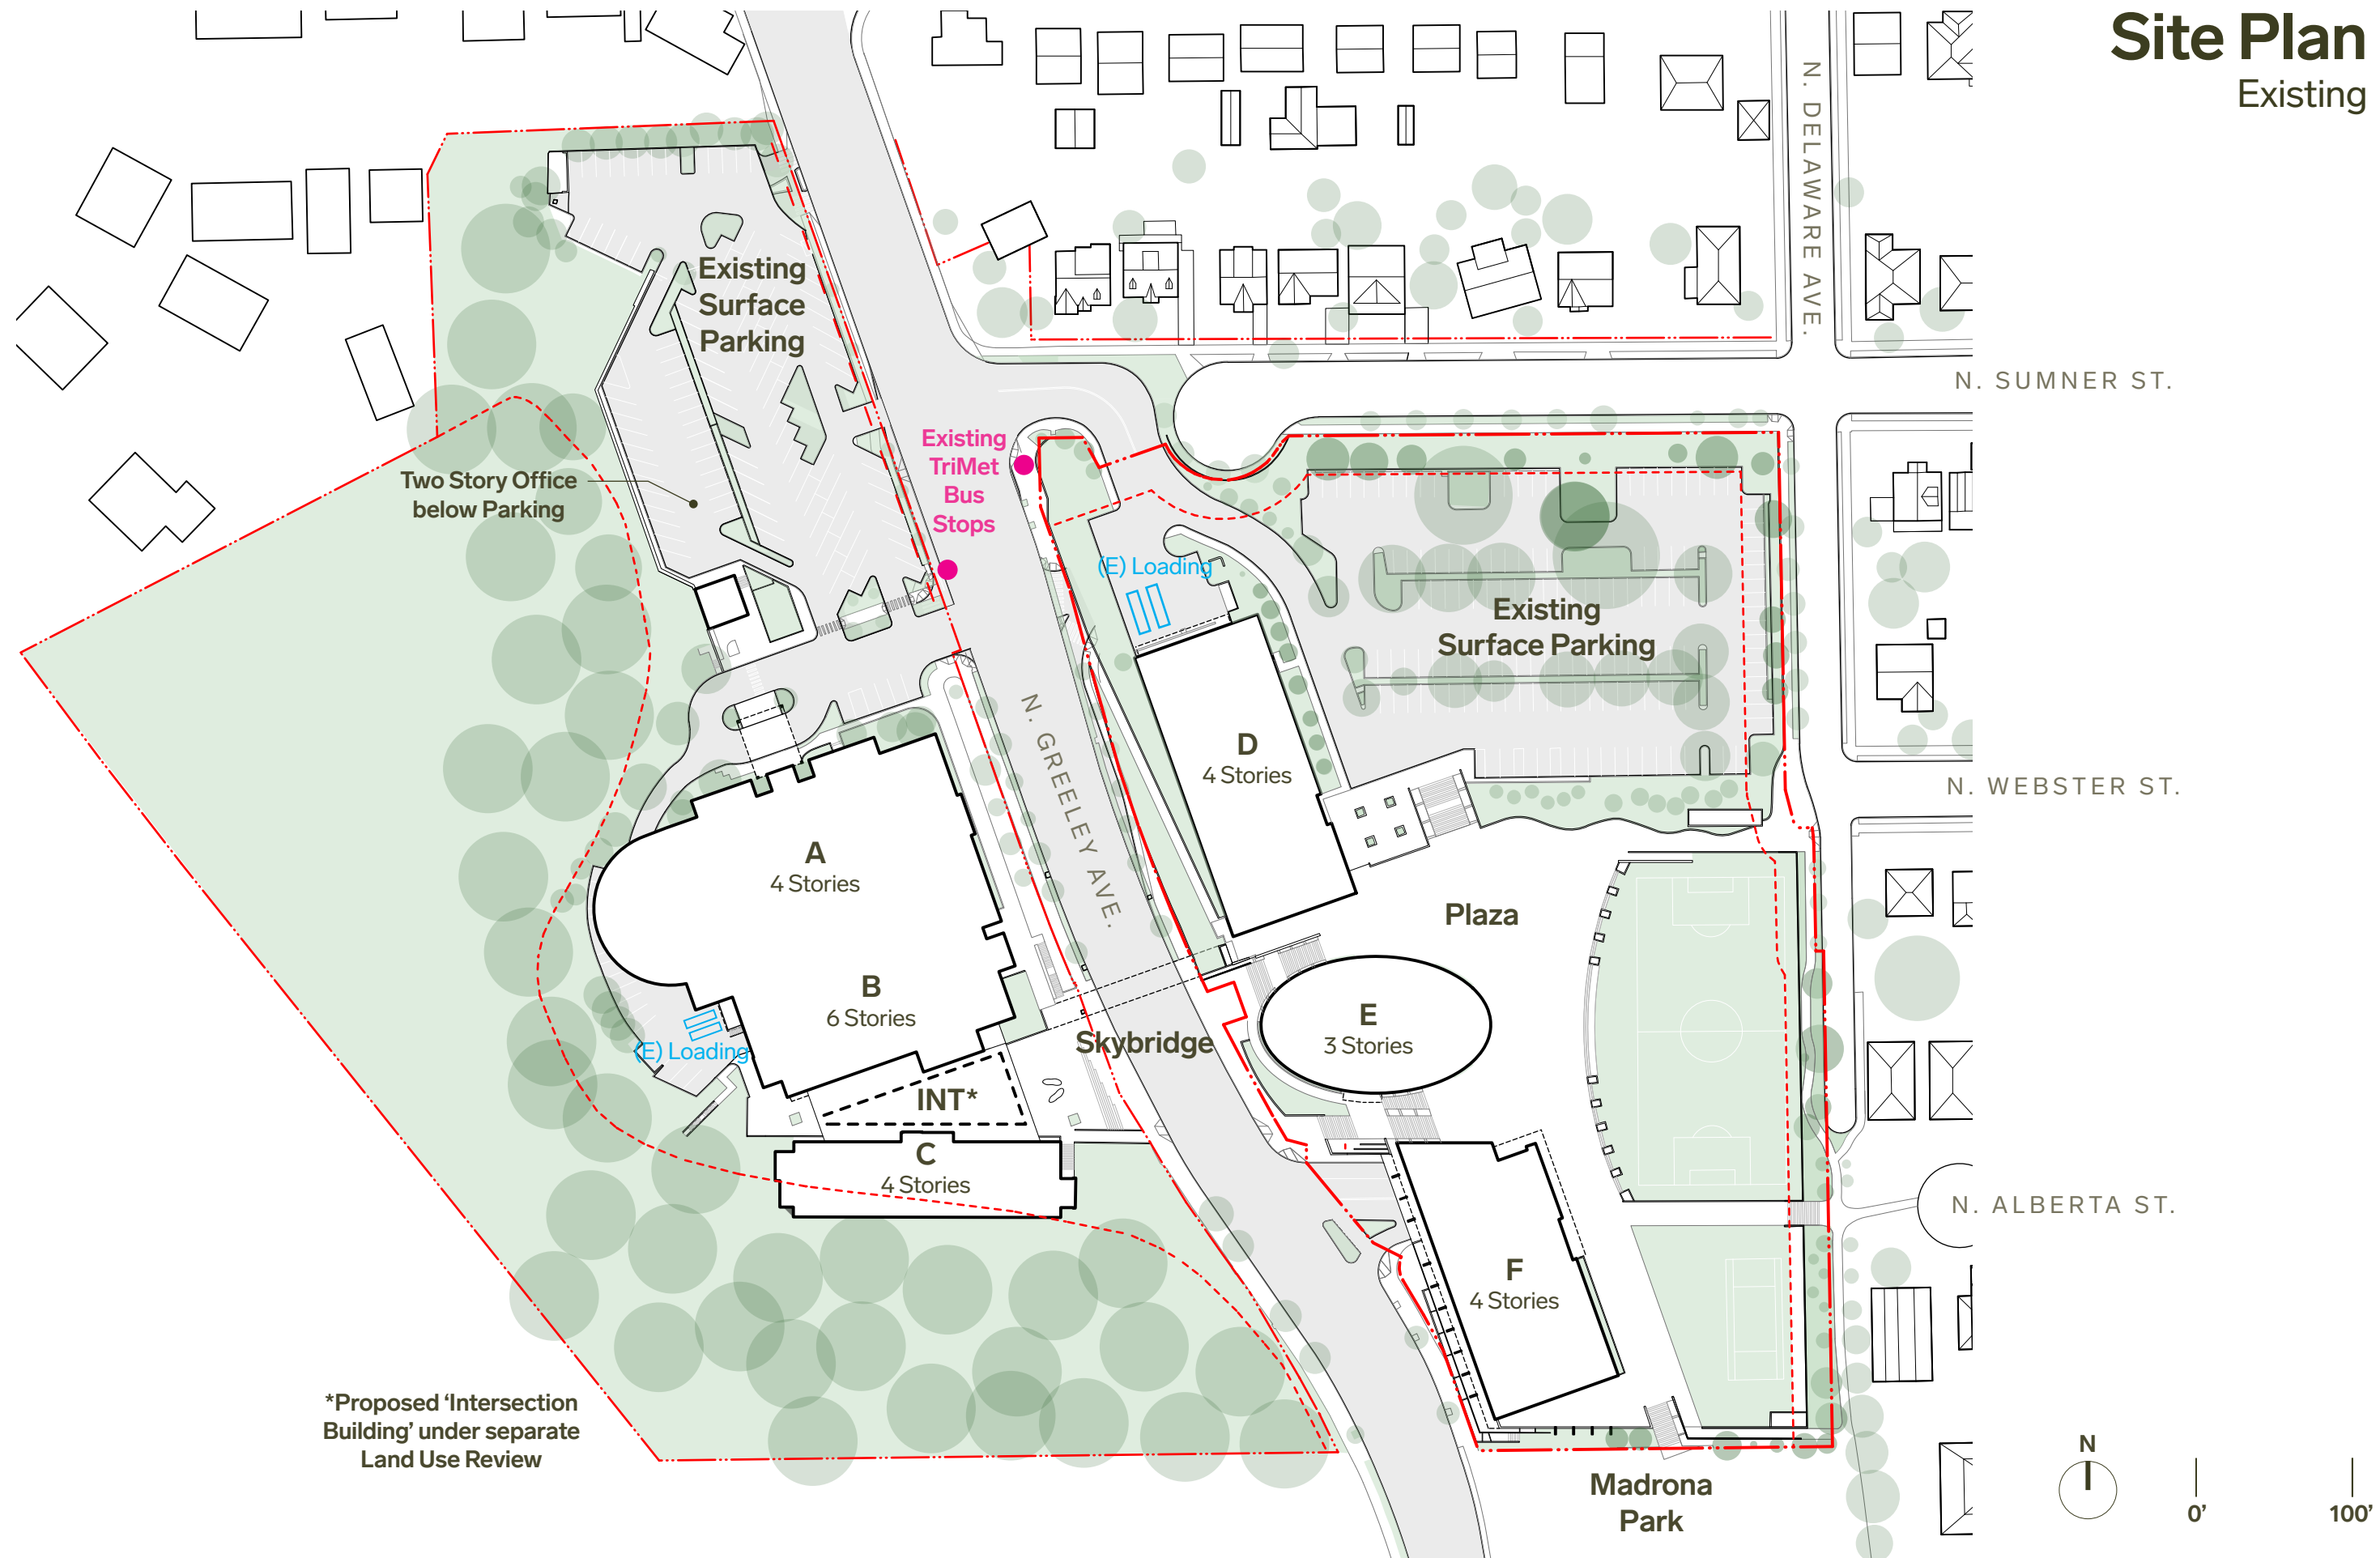 Site Plan
Existing
N. DELAWARE AVE.
Existing
Surface
Parking
N. SUMNER ST.
Existing
TriMet
Bus
Stops
Two Story Office
below Parking
(E) Loading
Existing
Surface Parking
N. GREELEY AVE.
D
4 Stories
N. WEBSTER ST.
A
4 Stories
Plaza
B
6 Stories
E
3 Stories
Skybridge
(E) Loading
INT*
C
4 Stories
N. ALBERTA ST.
F
4 Stories
*Proposed ‘Intersection
Building’ under separate
Land Use Review
Madrona
Park
N
0’
100’